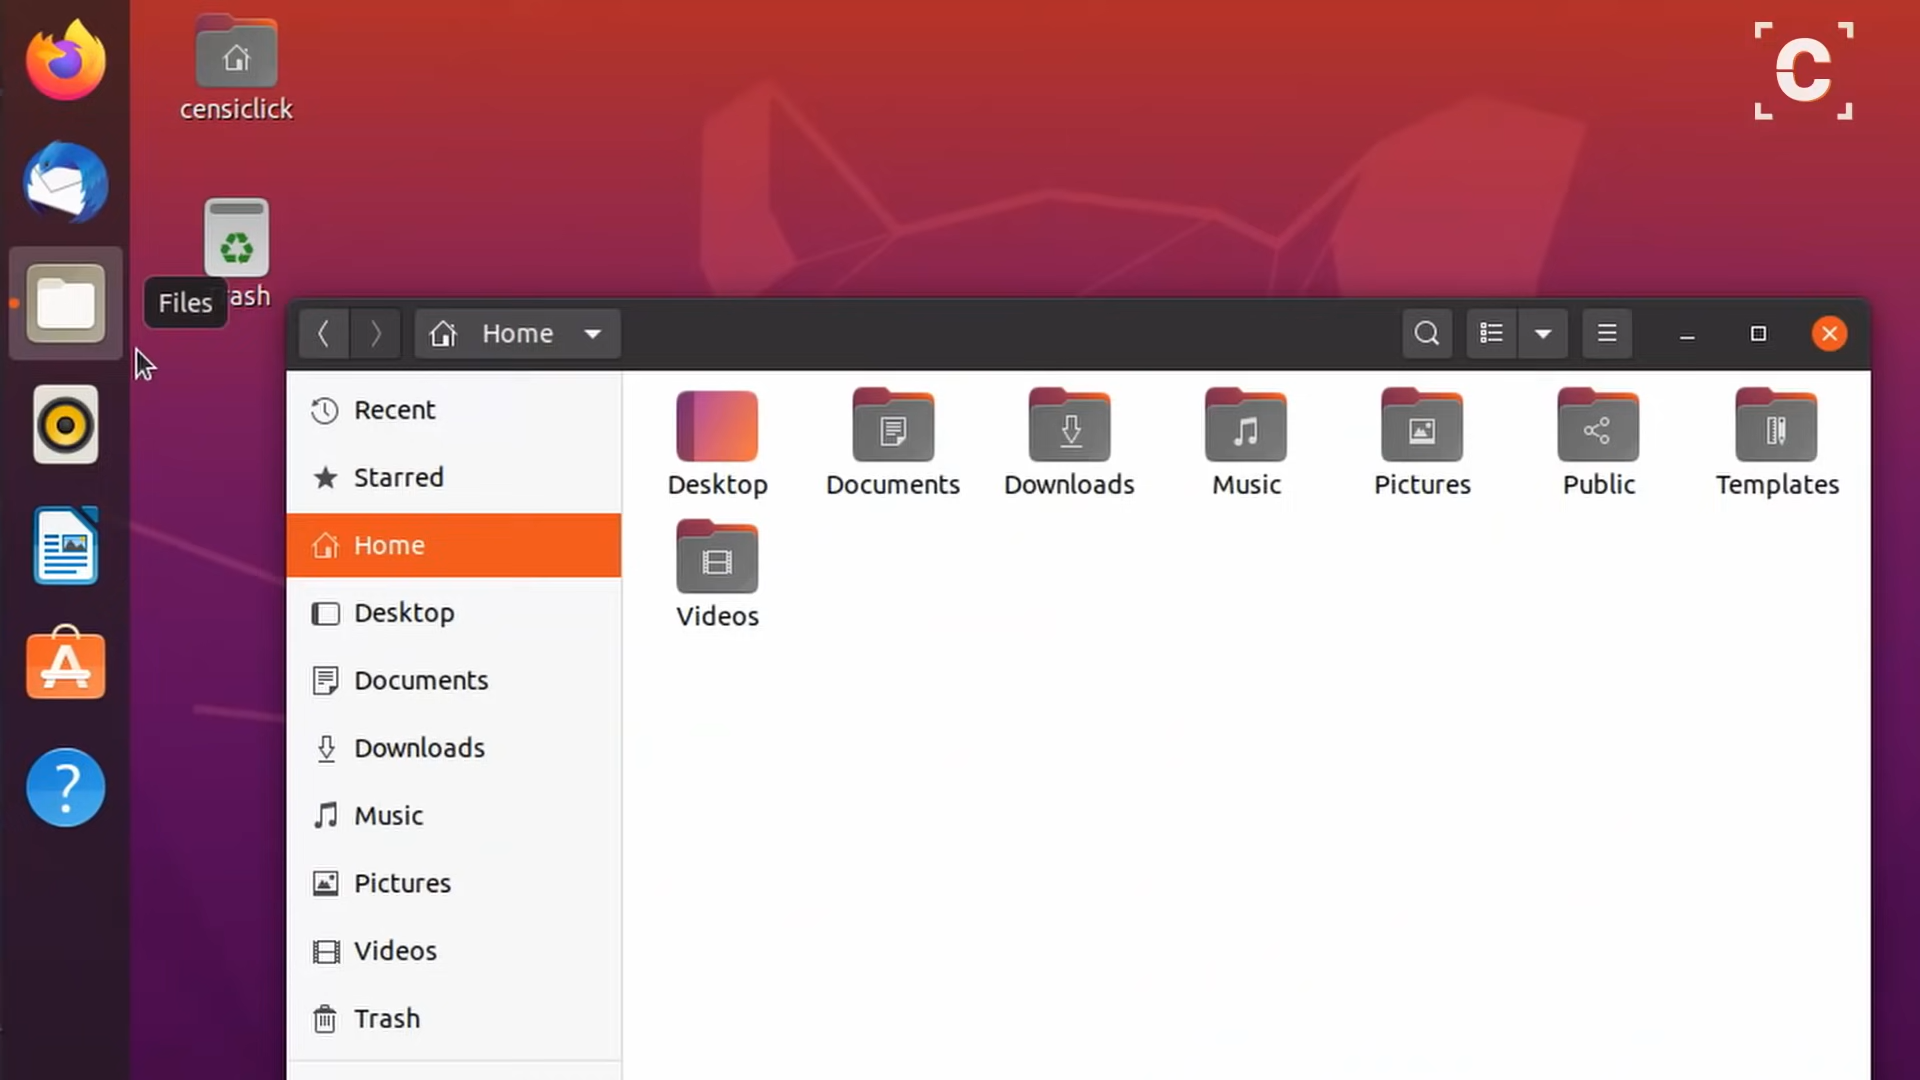 censiclick
C
rash
Files
Home
Recent
Starred
Home
Desktop
Documents
Downloads
Music
Pictures
Videos
Trash
Desktop
Documents
Downloads
Music
Pictures
Public
Templates
Videos